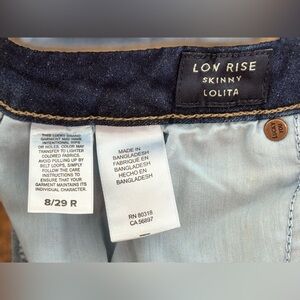 LOW RISE
SKINNY
LOLITA
THIS LUCKY BRAND
GARMENT MAY HAVE
INTENTIONAL RIPS
OR HOLES, COLOR MAY
TRANSFER TO LIGHTER
COLORED FABRICS.
AVOID PULLING UP BY
BELT LOOPS, SIMPLY
FOLLOW THE CARE
INSTRUCTIONS TO
ENSURE THAT YOUR
GARMENT MAINTAINS ITS
INDIVIDUAL CHARACTER.
8/29 R
MADE IN
BANGLADESH
FABRIQUÉ EN
BANGLADESH
HECHO EN
BANGLADESH
RN 80318
CA 56897